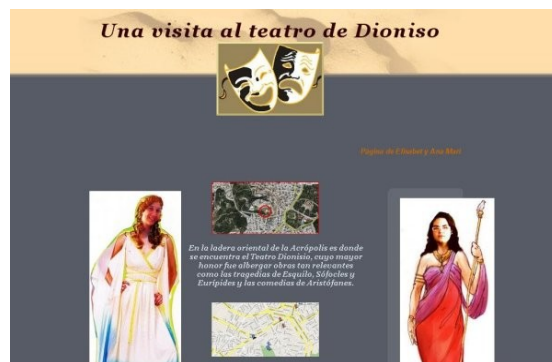 Una visita al teatro de Dioniso
Página de Elisabet y Ana Mari
En la ladera oriental de la Acrópolis es donde
se encuentra el Teatro Dionisio, cuyo mayor
honor fue albergar obras tan relevantes
como las tragedias de Esquilo, Sófocles y
Eurípides y las comedias de Aristófanes.